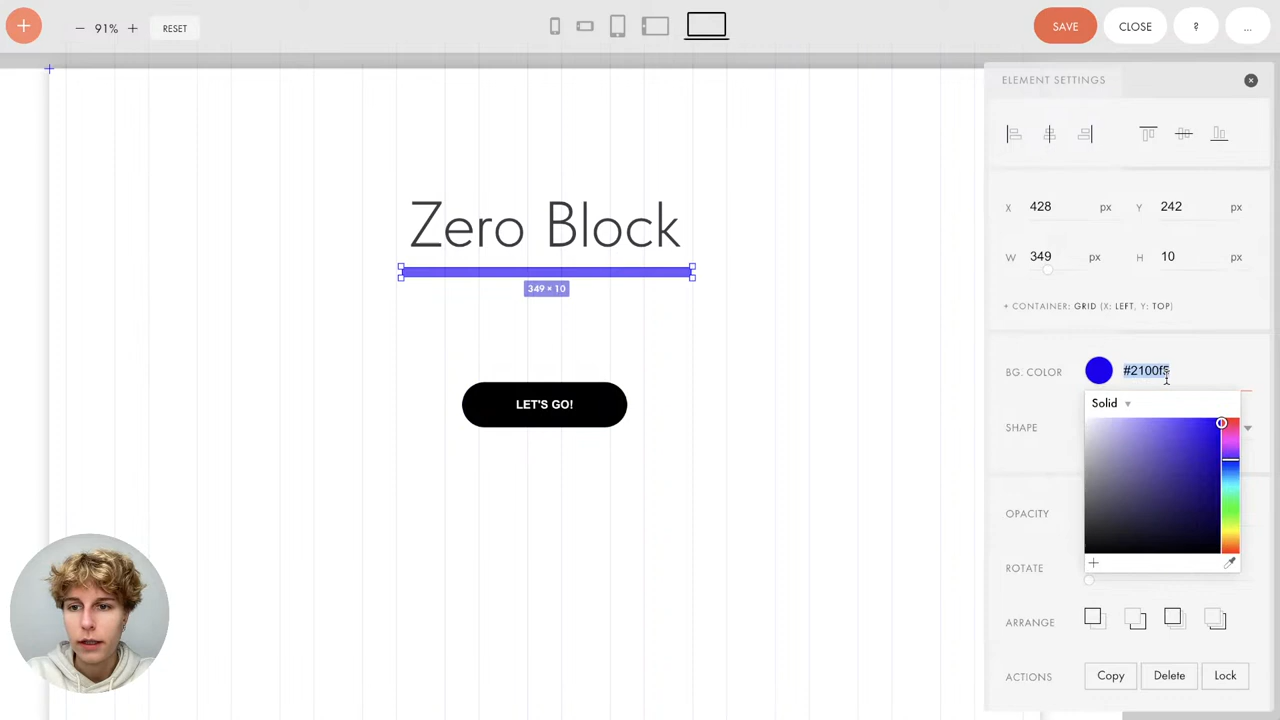 91% RESET
SAVE CLOSE ? ...
ELEMENT SETTINGS
X 428 px Y 242 px
W 349 px H 10 px
+ CONTAINER: GRID (X: LEFT, Y: TOP)
Zero Block
349 × 10
LET'S GO!
BG. COLOR #2100f5
Solid
SHAPE
OPACITY
ROTATE
ARRANGE
ACTIONS Copy Delete Lock